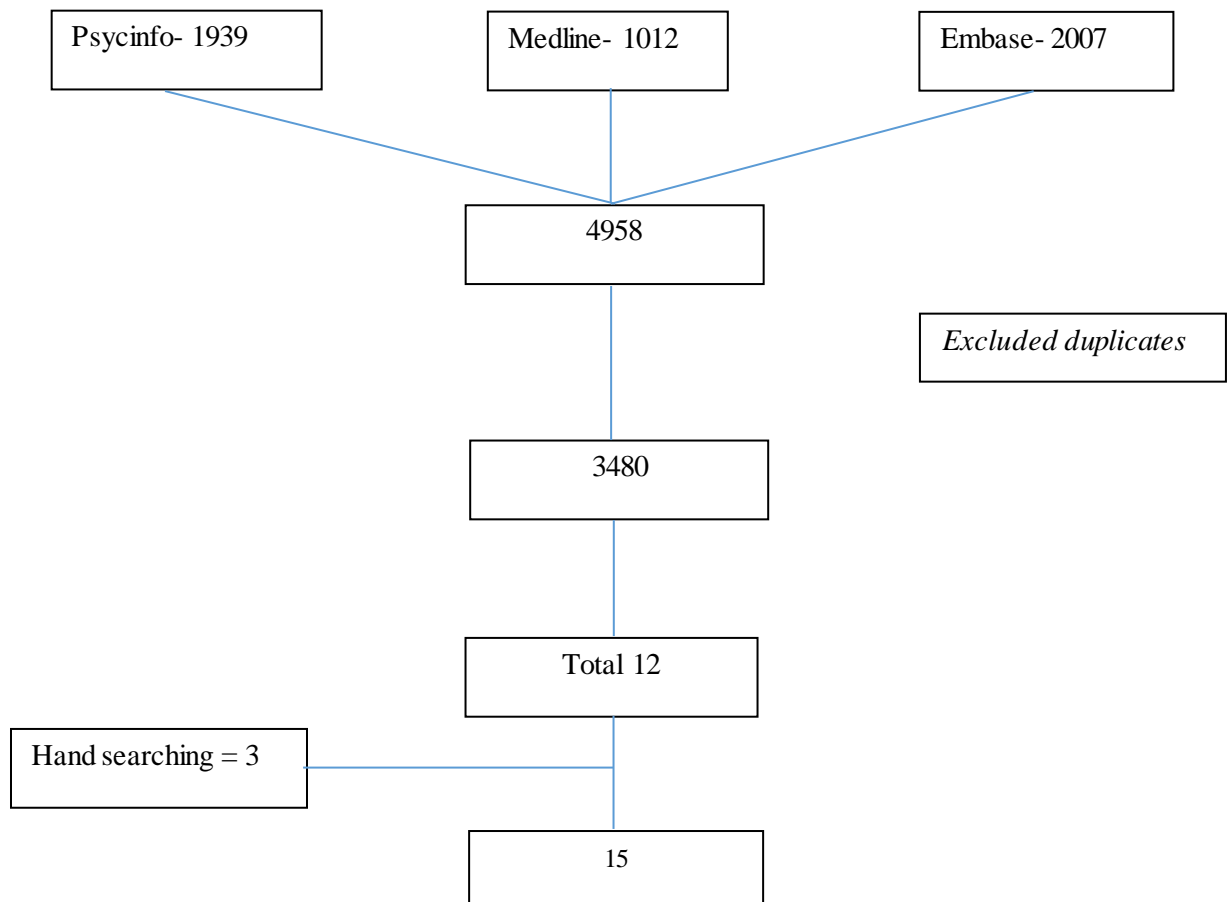 Psycinfo- 1939
Medline- 1012
Embase- 2007
4958
Excluded duplicates
3480
Total 12
Hand searching = 3
15